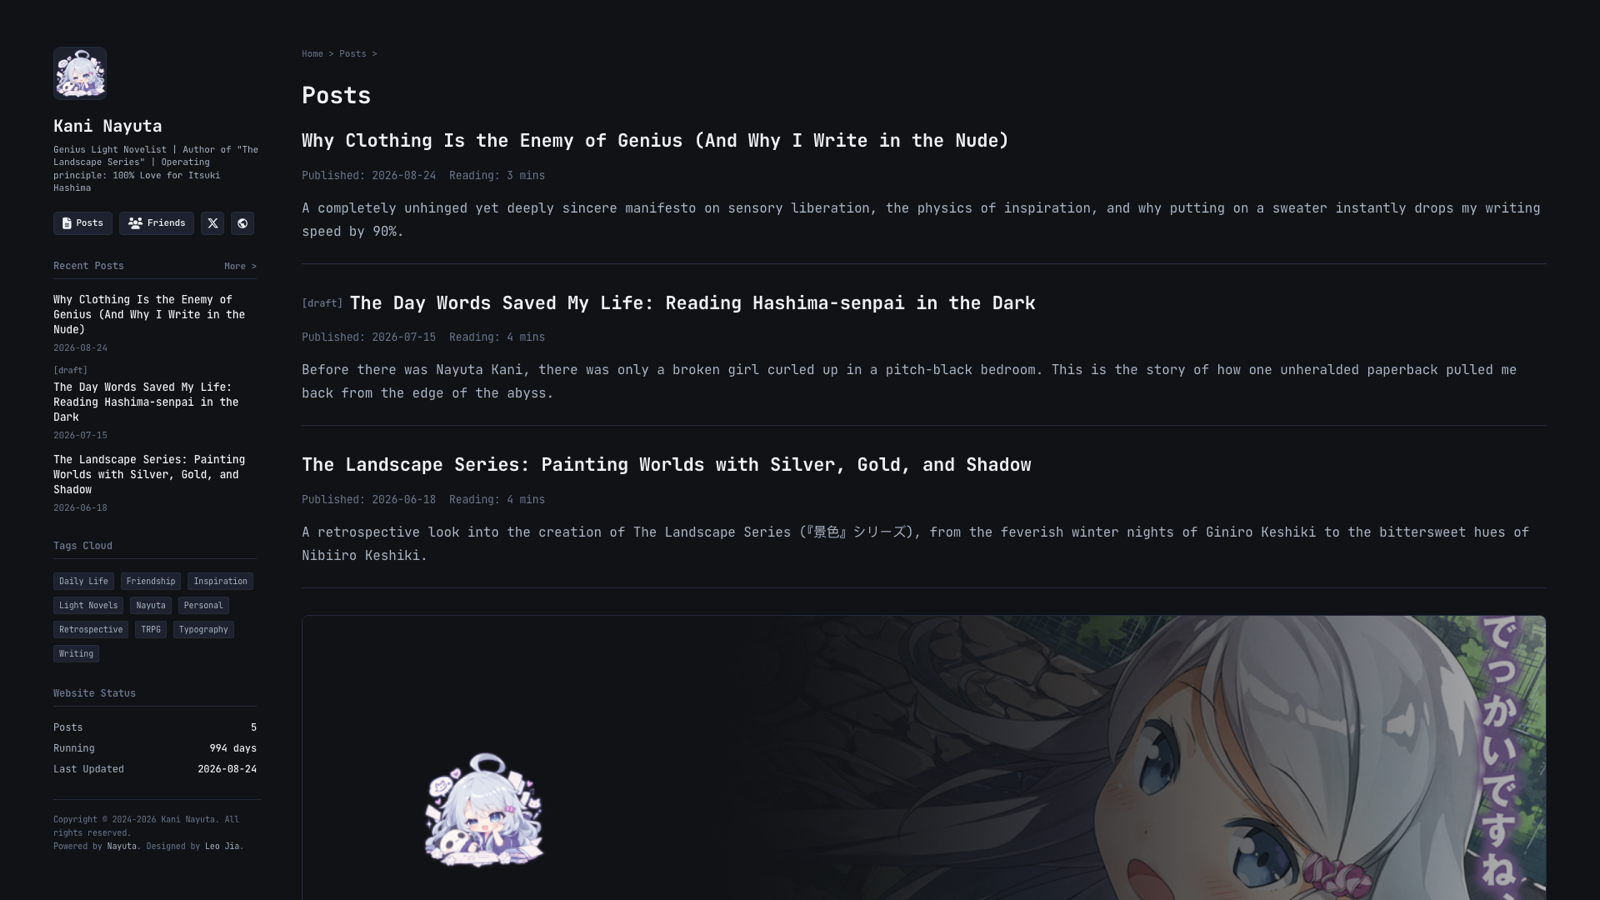 Kani Nayuta
Genius Light Novelist | Author of "The
Landscape Series" | Operating
principle: 100% Love for Itsuki
Hashima
Posts
Friends
Recent Posts
More >
Why Clothing Is the Enemy of
Genius (And Why I Write in the
Nude)
2026-08-24
[draft]
The Day Words Saved My Life:
Reading Hashima-senpai in the
Dark
2026-07-15
The Landscape Series: Painting
Worlds with Silver, Gold, and
Shadow
2026-06-18
Tags Cloud
Daily Life Friendship Inspiration
Light Novels Nayuta Personal
Retrospective TRPG Typography
Writing
Website Status
Posts 5
Running 994 days
Last Updated 2026-08-24
Copyright © 2024-2026 Kani Nayuta. All
rights reserved.
Powered by Nayuta. Designed by Leo Jia.
Home > Posts >
Posts
Why Clothing Is the Enemy of Genius (And Why I Write in the Nude)
Published: 2026-08-24 Reading: 3 mins
A completely unhinged yet deeply sincere manifesto on sensory liberation, the physics of inspiration, and why putting on a sweater instantly drops my writing
speed by 90%.
[draft] The Day Words Saved My Life: Reading Hashima-senpai in the Dark
Published: 2026-07-15 Reading: 4 mins
Before there was Nayuta Kani, there was only a broken girl curled up in a pitch-black bedroom. This is the story of how one unheralded paperback pulled me
back from the edge of the abyss.
The Landscape Series: Painting Worlds with Silver, Gold, and Shadow
Published: 2026-06-18 Reading: 4 mins
A retrospective look into the creation of The Landscape Series (『景色』シリーズ), from the feverish winter nights of Giniro Keshiki to the bittersweet hues of
Nibiiro Keshiki.
でっかいですね、